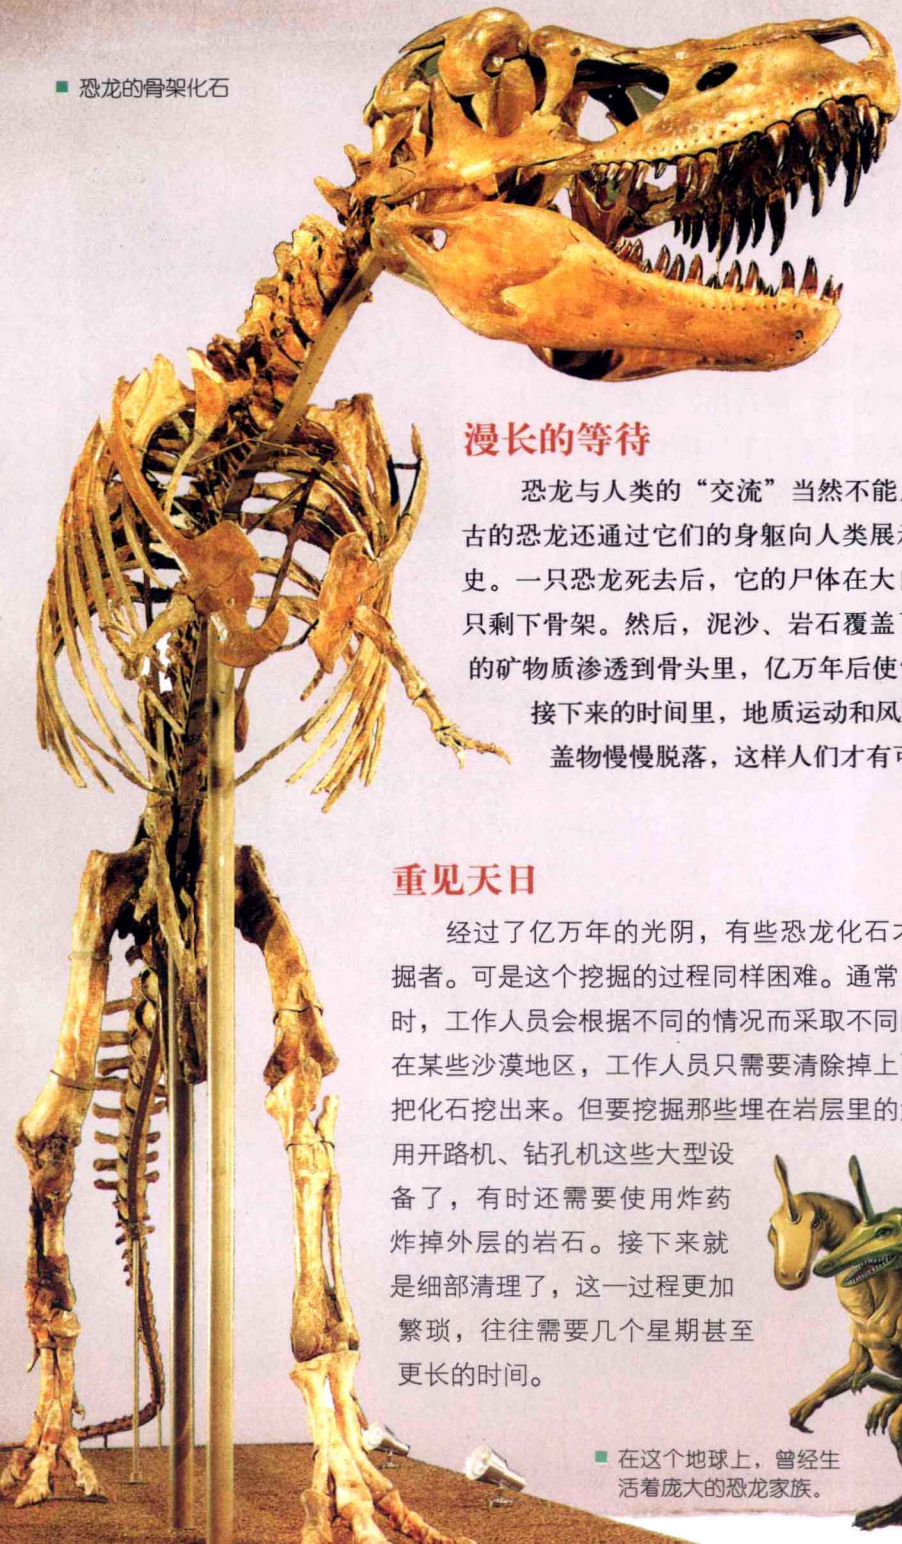 恐龙的骨架化石
漫长的等待
恐龙与人类的“交流”当然不能
古的恐龙还通过它们的身躯向人类展
史。一只恐龙死去后，它的尸体在大
只剩下骨架。然后，泥沙、岩石覆盖
的矿物质渗透到骨头里，亿万年后使
接下来的时间里，地质运动和风
盖物慢慢脱落，这样人们才有可
重见天日
经过了亿万年的光阴，有些恐龙化石才
掘者。可是这个挖掘的过程同样困难。通常
时，工作人员会根据不同的情况而采取不同
在某些沙漠地区，工作人员只需要清除掉上
把化石挖出来。但要挖掘那些埋在岩层里的
用开路机、钻孔机这些大型设
备了，有时还需要使用炸药
炸掉外层的岩石。接下来就
是细部清理了，这一过程更加
繁琐，往往需要几个星期甚至
更长的时间。
在这个地球上，曾经生
活着庞大的恐龙家族。